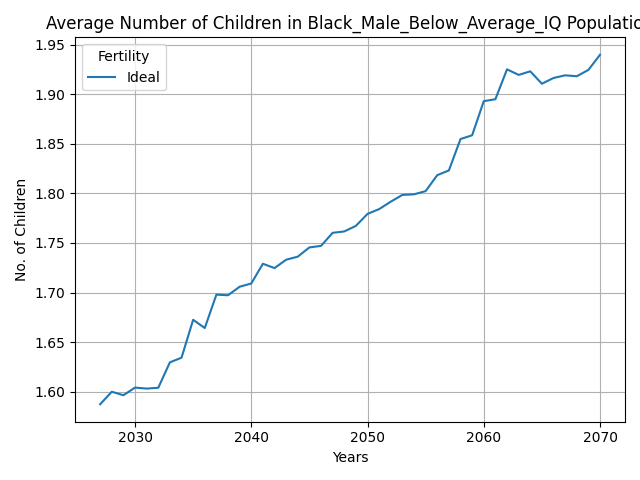 Average Number of Children in Black_Male_Below_Average_IQ Populatio
Fertility
Ideal
1.95
1.90
1.85
1.80
1.75
1.70
1.65
1.60
No. of Children
2030 2040 2050 2060 2070
Years